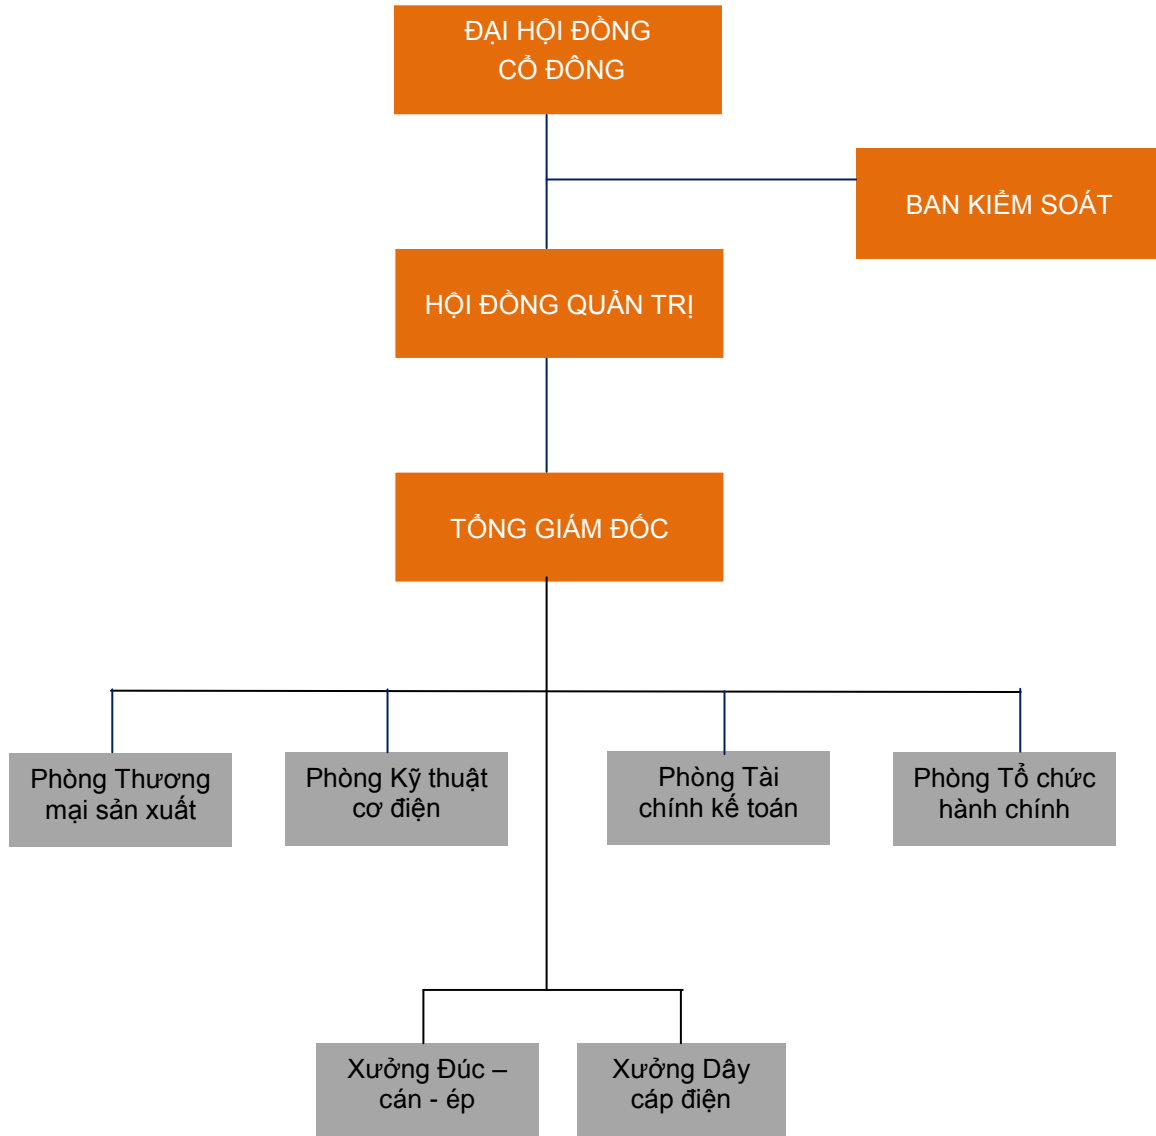 ĐẠI HỘI ĐỒNG
CỔ ĐÔNG
BAN KIỂM SOÁT
HỘI ĐỒNG QUẢN TRỊ
TỔNG GIÁM ĐỐC
Phòng Thương
mại sản xuất
Phòng Kỹ thuật
cơ điện
Phòng Tài
chính kế toán
Phòng Tổ chức
hành chính
Xưởng Đúc –
cán - ép
Xưởng Dây
cáp điện